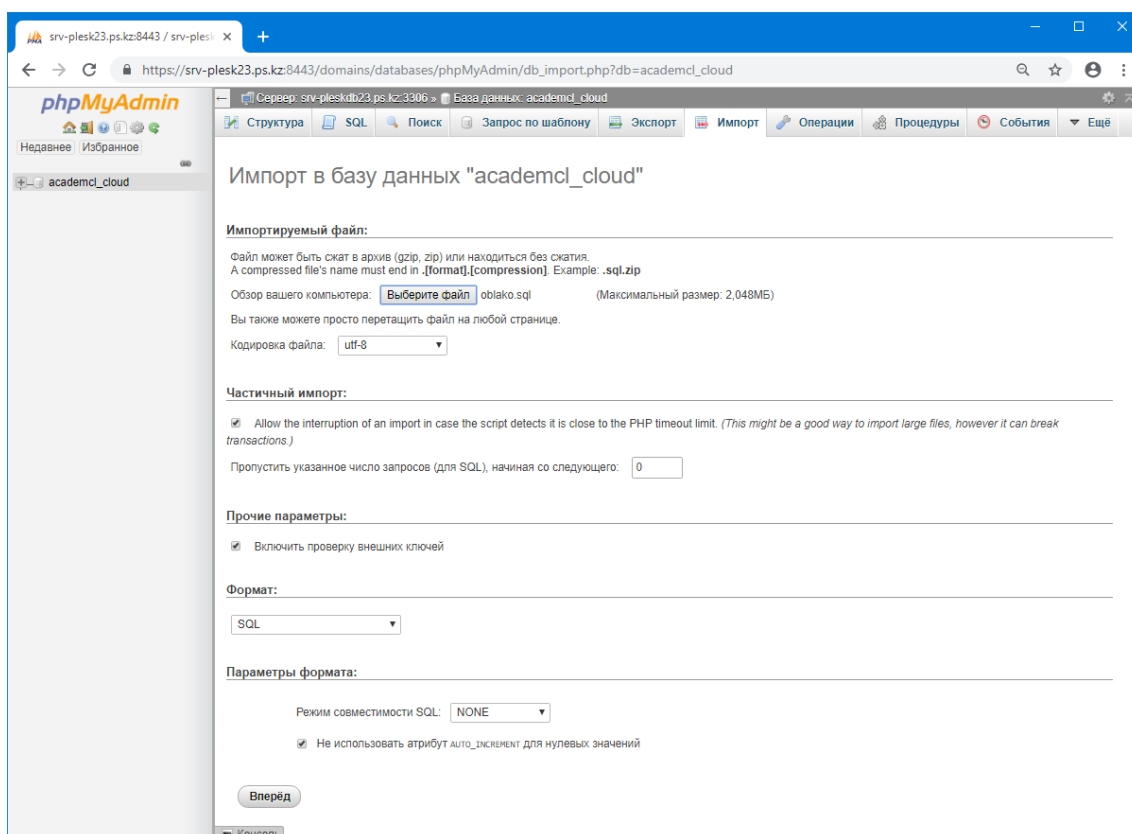 srv-plesk23.ps.kz:8443 / srv-plesk
https://srv-plesk23.ps.kz:8443/domains/databases/phpMyAdmin/db_import.php?db=academcl_cloud
phpMyAdmin
Недавнее Избранное
academcl_cloud
Сервер: srv-pleskdb23.ps.kz:3306 » База данных: academcl_cloud
Структура SQL Поиск Запрос по шаблону Экспорт Импорт Операции Процедуры События Ещё
Импорт в базу данных "academcl_cloud"
Импортируемый файл:
Файл может быть сжат в архив (gzip, zip) или находиться без сжатия.
A compressed file's name must end in .[format].[compression]. Example: .sql.zip
Обзор вашего компьютера: Выберите файл oblako.sql (Максимальный размер: 2,048МБ)
Вы также можете просто перетащить файл на любой странице.
Кодировка файла: utf-8
Частичный импорт:
Allow the interruption of an import in case the script detects it is close to the PHP timeout limit. (This might be a good way to import large files, however it can break
transactions.)
Пропустить указанное число запросов (для SQL), начиная со следующего: 0
Прочие параметры:
Включить проверку внешних ключей
Формат:
SQL
Параметры формата:
Режим совместимости SQL: NONE
Не использовать атрибут AUTO_INCREMENT для нулевых значений
Вперёд
Консоль